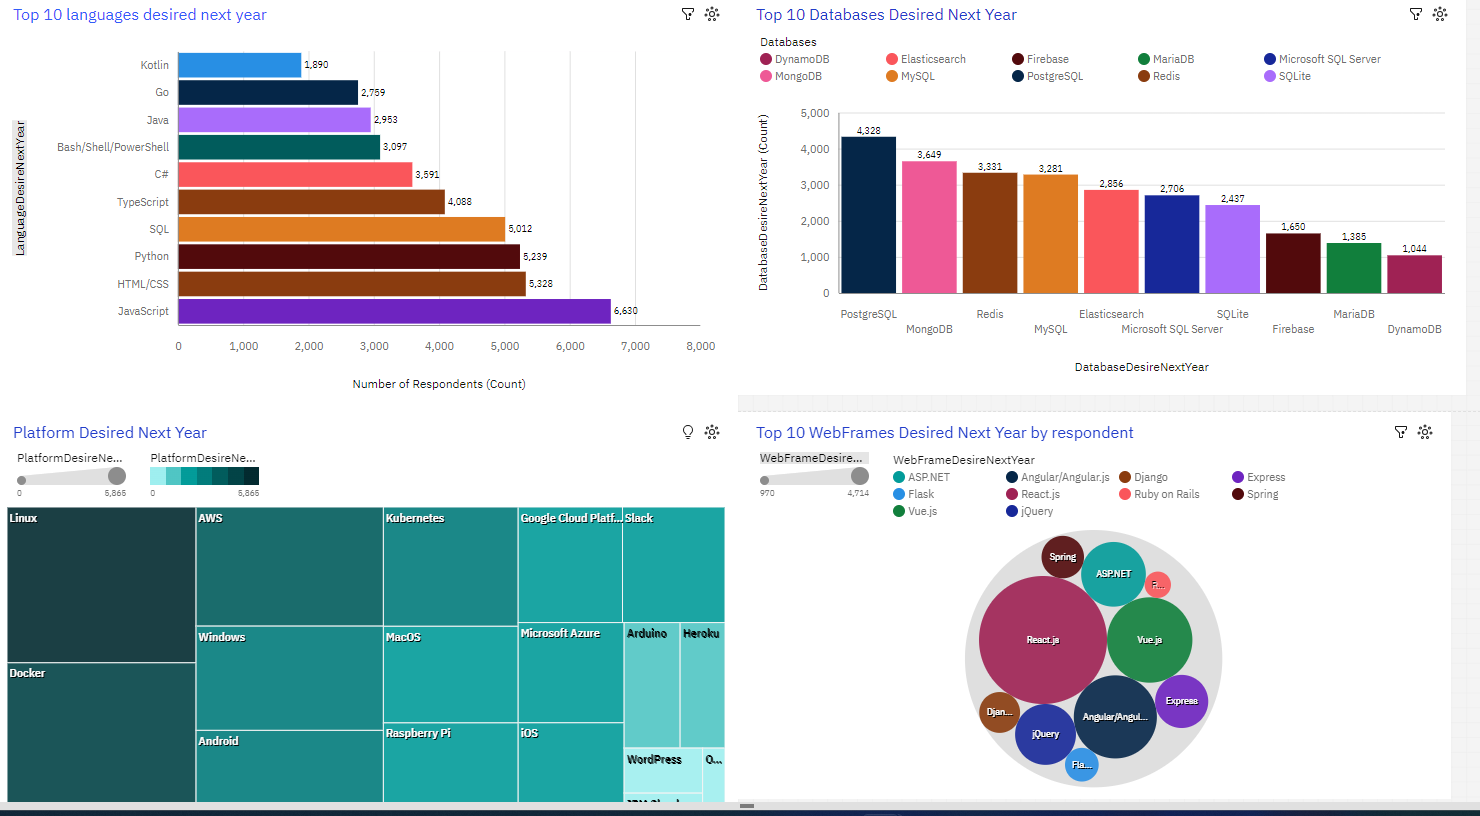 Top 10 languages desired next year
LanguageDesireNextYear
Kotlin 1,890
Go 2,759
Java 2,953
Bash/Shell/PowerShell 3,097
C# 3,591
TypeScript 4,088
SQL 5,012
Python 5,239
HTML/CSS 5,328
JavaScript 6,630
0 1,000 2,000 3,000 4,000 5,000 6,000 7,000 8,000
Number of Respondents (Count)
Top 10 Databases Desired Next Year
Databases
DynamoDB Elasticsearch Firebase MariaDB Microsoft SQL Server
MongoDB MySQL PostgreSQL Redis SQLite
DatabaseDesireNextYear (Count)
5,000
4,000
3,000
2,000
1,000
0
4,328 3,649 3,331 3,281 2,856 2,706 2,437 1,650 1,385 1,044
PostgreSQL Redis Elasticsearch SQLite MariaDB
MongoDB MySQL Microsoft SQL Server Firebase DynamoDB
DatabaseDesireNextYear
Platform Desired Next Year
PlatformDesireNe... PlatformDesireNe...
0 5,865 0 5,865
Linux AWS Kubernetes Google Cloud Platf... Slack
Windows MacOS Microsoft Azure Arduino Heroku
Docker
Android Raspberry Pi iOS
WordPress O...
Top 10 WebFrames Desired Next Year by respondent
WebFrameDesire... WebFrameDesireNextYear
970 4,714
ASP.NET Angular/Angular.js Django Express
Flask React.js Ruby on Rails Spring
Vue.js jQuery
Spring
ASP.NET
R...
React.js
Vue.js
Express
Djan...
Angular/Angul...
jQuery
Fla...